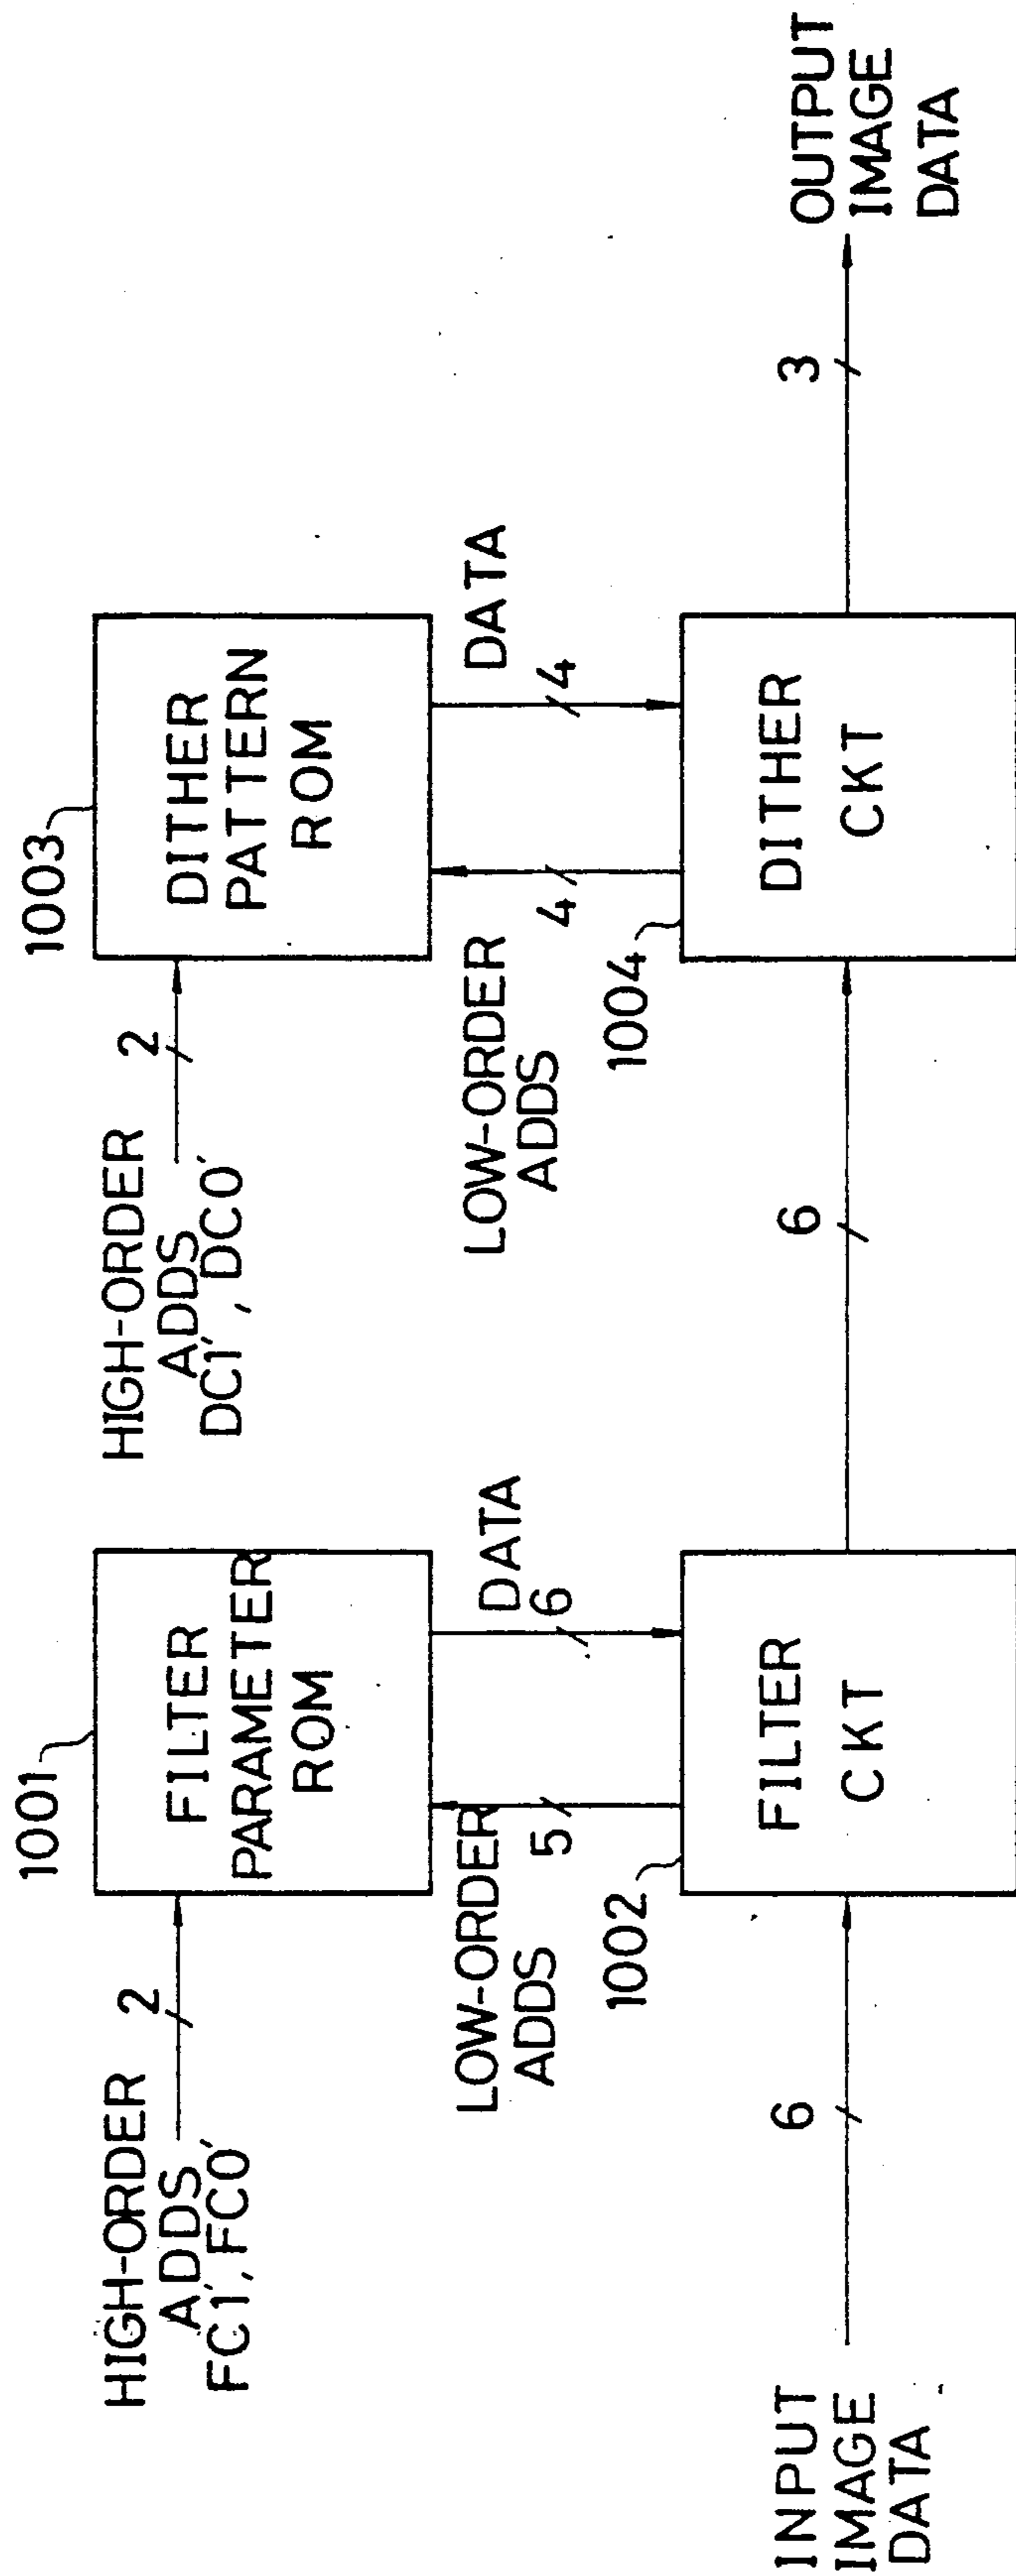 1001
FILTER
PARAMETER
ROM
HIGH-ORDER
ADDS
FC1′, FC0′
2
LOW-ORDER
ADDS
5
DATA
6
1002
FILTER
CKT
INPUT
IMAGE
DATA
6
6
1003
DITHER
PATTERN
ROM
HIGH-ORDER
ADDS
DC1′, DC0′
2
LOW-ORDER
ADDS
4
DATA
4
1004
DITHER
CKT
3
OUTPUT
IMAGE
DATA